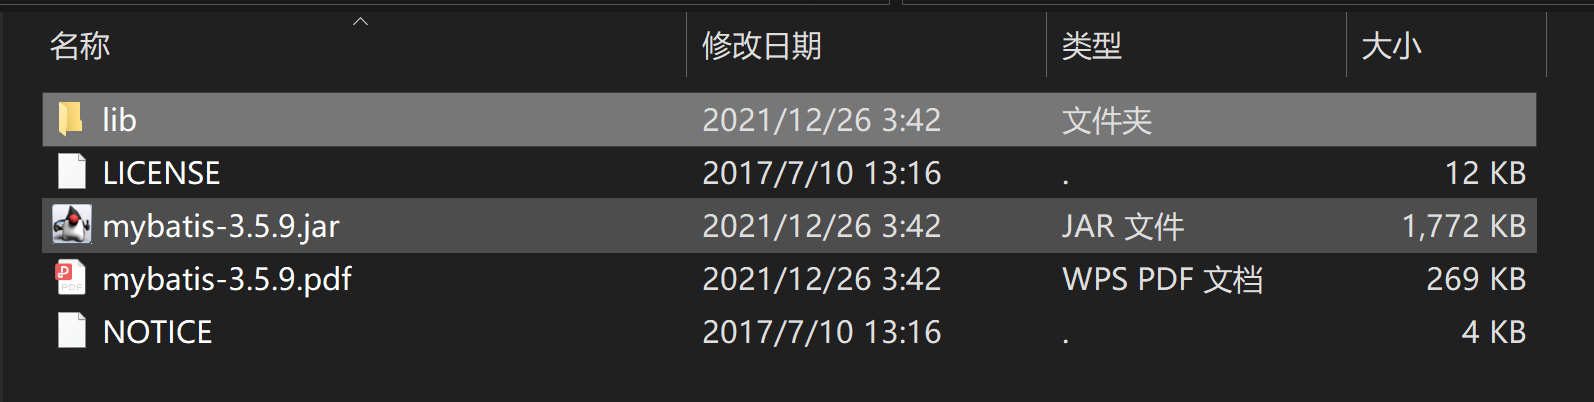 名称 修改日期 类型 大小
lib 2021/12/26 3:42 文件夹
LICENSE 2017/7/10 13:16 . 12 KB
mybatis-3.5.9.jar 2021/12/26 3:42 JAR 文件 1,772 KB
PDF mybatis-3.5.9.pdf 2021/12/26 3:42 WPS PDF 文档 269 KB
NOTICE 2017/7/10 13:16 . 4 KB